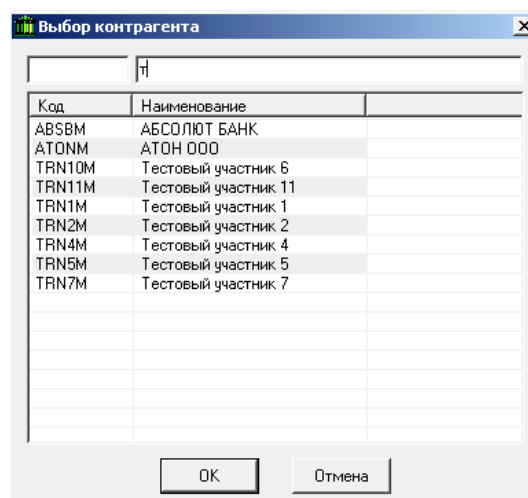 Выбор контрагента
т
Код Наименование
ABSBM АБСОЛЮТ БАНК
ATONM АТОН ООО
TRN10M Тестовый участник 6
TRN11M Тестовый участник 11
TRN1M Тестовый участник 1
TRN2M Тестовый участник 2
TRN4M Тестовый участник 4
TRN5M Тестовый участник 5
TRN7M Тестовый участник 7
OK Отмена